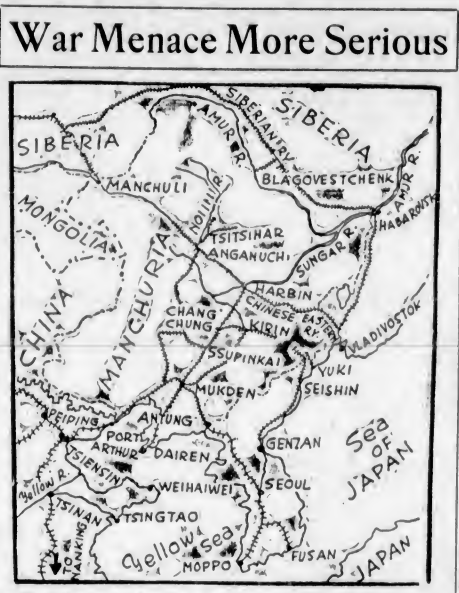 War Menace More Serious
SIBERIA
SIBERIAN RY
SIBERIA
AMUR R.
BLAGOVESTCHENK
AMUR R.
HABAROVSK
MANCHULI
NONNI R.
MONGOLIA
TSITSIHAR
ANGANUCHI
SUNGARI R.
MANCHURIA
HARBIN
CHINESE EASTERN
RY.
CHANG
CHUNG
KIRIN
VLADIVOSTOK
CHINA
SSUPINKAI
YUKI
SEISHIN
MUKDEN
PEIPING
ANTUNG
PORT
ARTHUR
DAIREN
GENZAN
Sea
OF
JAPAN
TSIENSIN
Yellow R.
WEIHAIWEI
SEOUL
TSINAN
TSINGTAO
Yellow Sea
TO
NANKING
MOPPO
FUSAN
JAPAN